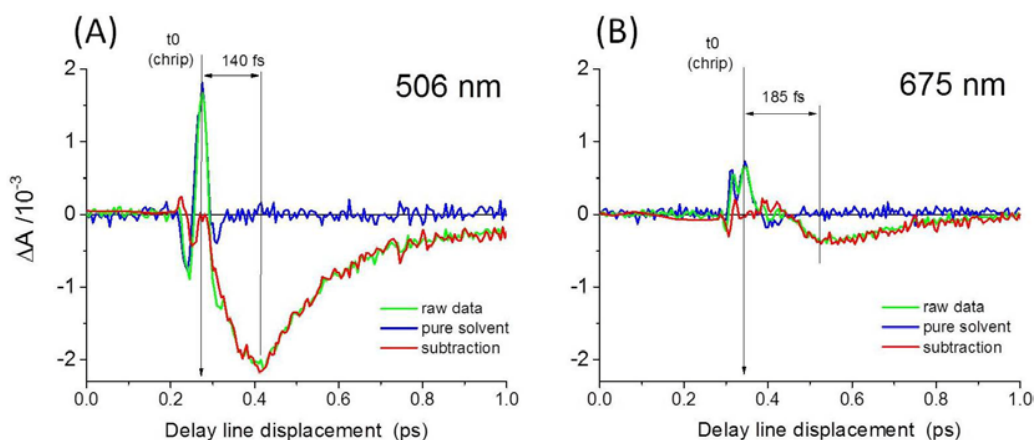 (A)
t0
(chrip)
140 fs
506 nm
2
1
0
-1
-2
ΔA /10⁻³
raw data
pure solvent
subtraction
0.0 0.2 0.4 0.6 0.8 1.0
Delay line displacement (ps)
(B)
t0
(chrip)
185 fs
675 nm
2
1
0
-1
-2
raw data
pure solvent
subtraction
0.0 0.2 0.4 0.6 0.8 1.0
Delay line displacement (ps)